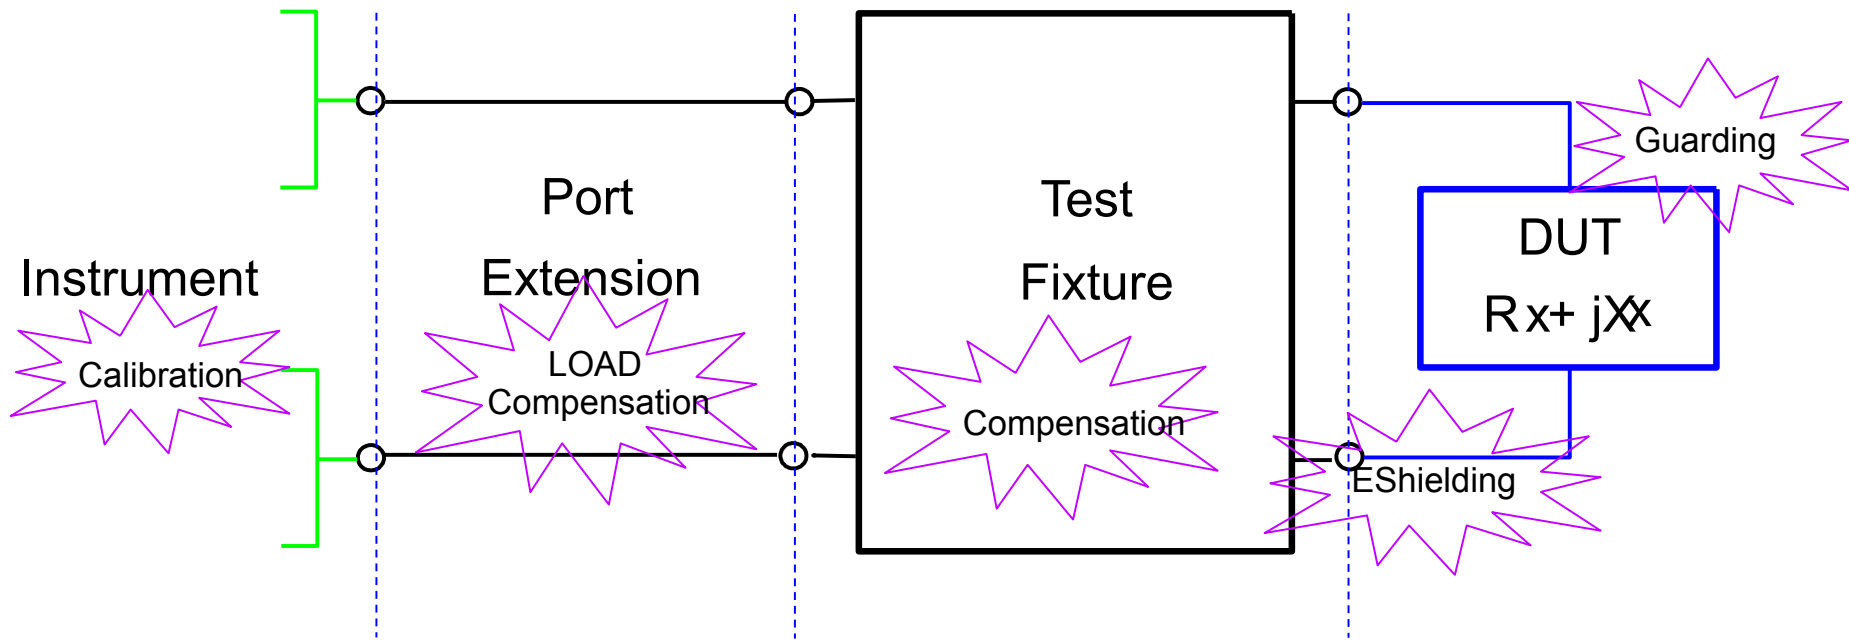 Instrument
Calibration
Port
Extension
LOAD
Compensation
Test
Fixture
Compensation
Guarding
DUT
Rx+ jXx
EShielding